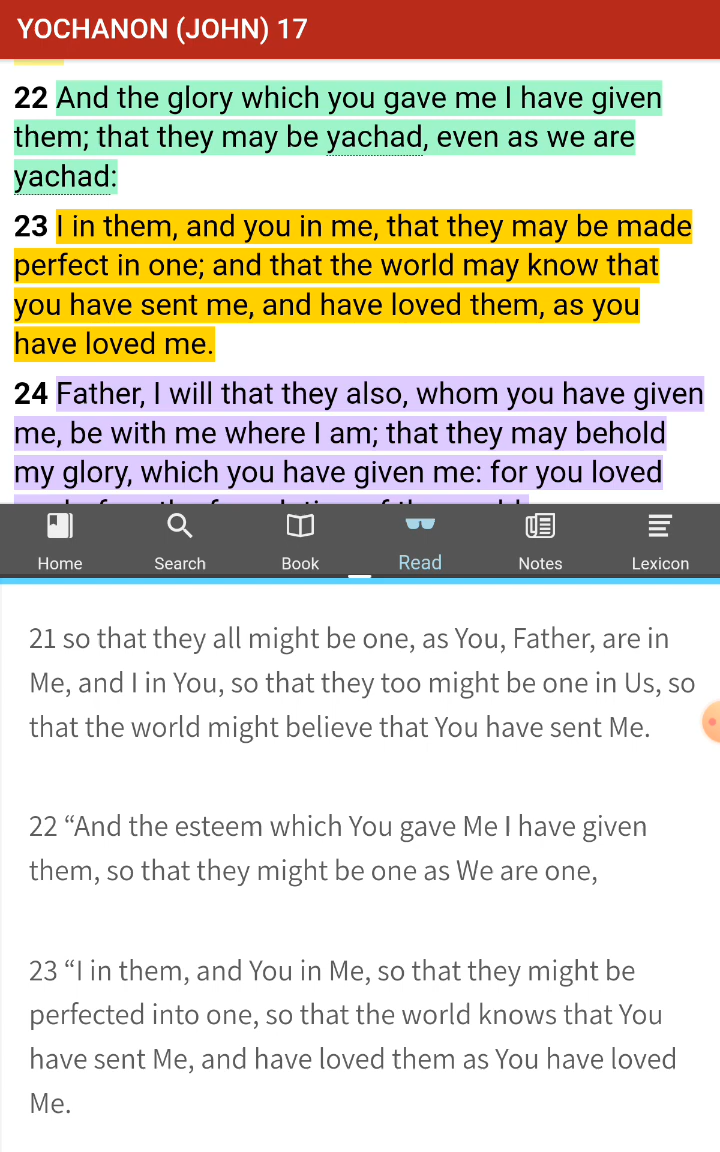 YOCHANON (JOHN) 17
22 And the glory which you gave me I have given
them; that they may be yachad, even as we are
yachad:
23 I in them, and you in me, that they may be made
perfect in one; and that the world may know that
you have sent me, and have loved them, as you
have loved me.
24 Father, I will that they also, whom you have given
me, be with me where I am; that they may behold
my glory, which you have given me: for you loved
Home Search Book Read Notes Lexicon
21 so that they all might be one, as You, Father, are in
Me, and I in You, so that they too might be one in Us, so
that the world might believe that You have sent Me.
22 “And the esteem which You gave Me I have given
them, so that they might be one as We are one,
23 “I in them, and You in Me, so that they might be
perfected into one, so that the world knows that You
have sent Me, and have loved them as You have loved
Me.